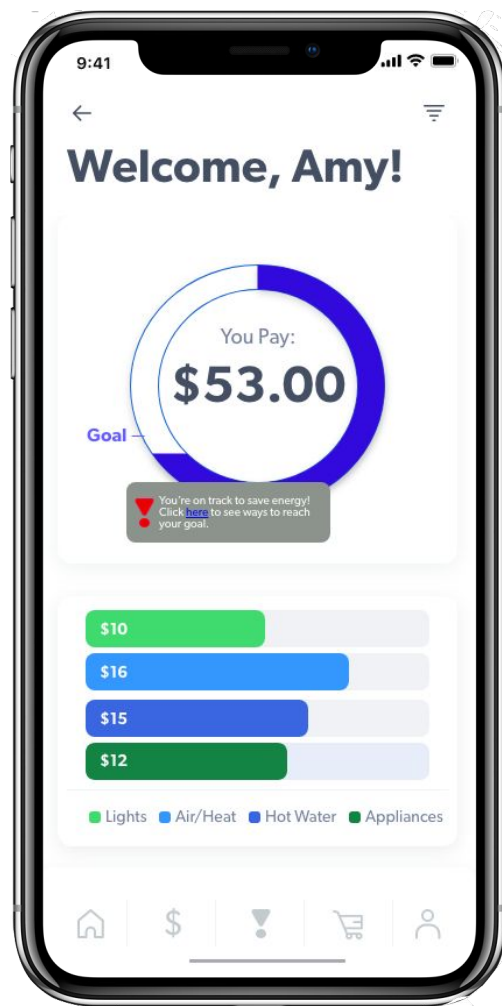 9:41
Welcome, Amy!
You Pay:
$53.00
Goal
You're on track to save energy!
Click here to see ways to reach
your goal.
$10
$16
$15
$12
Lights Air/Heat Hot Water Appliances
$